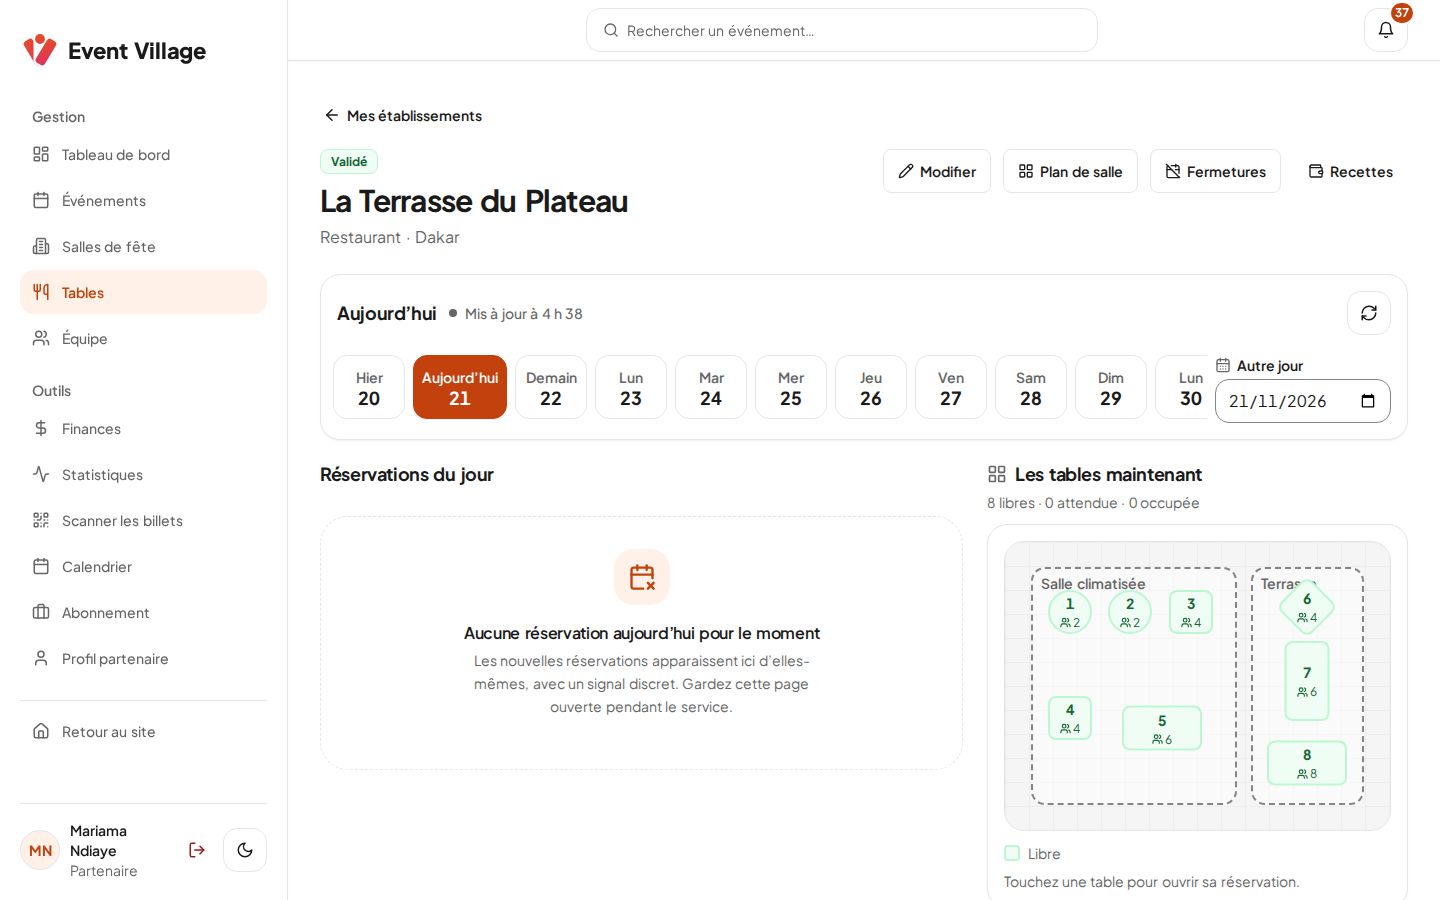 Event Village
Gestion
Tableau de bord
Événements
Salles de fête
Tables
Équipe
Outils
Finances
Statistiques
Scanner les billets
Calendrier
Abonnement
Profil partenaire
Retour au site
MN
Mariama
Ndiaye
Partenaire
Rechercher un événement…
37
Mes établissements
Validé
La Terrasse du Plateau
Restaurant · Dakar
Modifier
Plan de salle
Fermetures
Recettes
Aujourd’hui
Mis à jour à 4 h 38
Hier
20
Aujourd’hui
21
Demain
22
Lun
23
Mar
24
Mer
25
Jeu
26
Ven
27
Sam
28
Dim
29
Lun
30
Autre jour
21/11/2026
Réservations du jour
Aucune réservation aujourd’hui pour le moment
Les nouvelles réservations apparaissent ici d’elles-
mêmes, avec un signal discret. Gardez cette page
ouverte pendant le service.
Les tables maintenant
8 libres · 0 attendue · 0 occupée
Salle climatisée
1
2
2
2
3
4
4
4
5
6
Terrasse
6
4
7
6
8
8
Libre
Touchez une table pour ouvrir sa réservation.